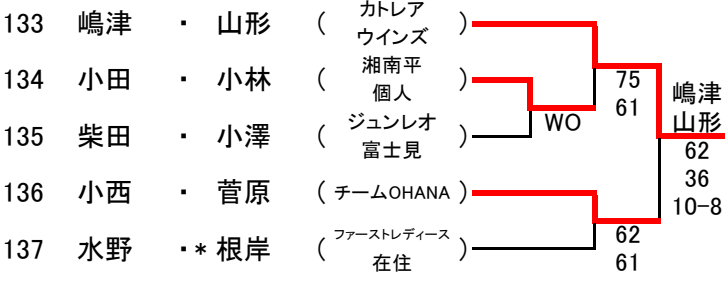 133 嶋津 ・ 山形 ( カトレア ウインズ )
134 小田 ・ 小林 ( 湘南平 個人 )
135 柴田 ・ 小澤 ( ジュンレオ 富士見 )
136 小西 ・ 菅原 ( チームOHANA )
137 水野 ・* 根岸 ( ファーストレディース 在住 )
WO
75
61
62
61
嶋津
山形
62
36
10-8